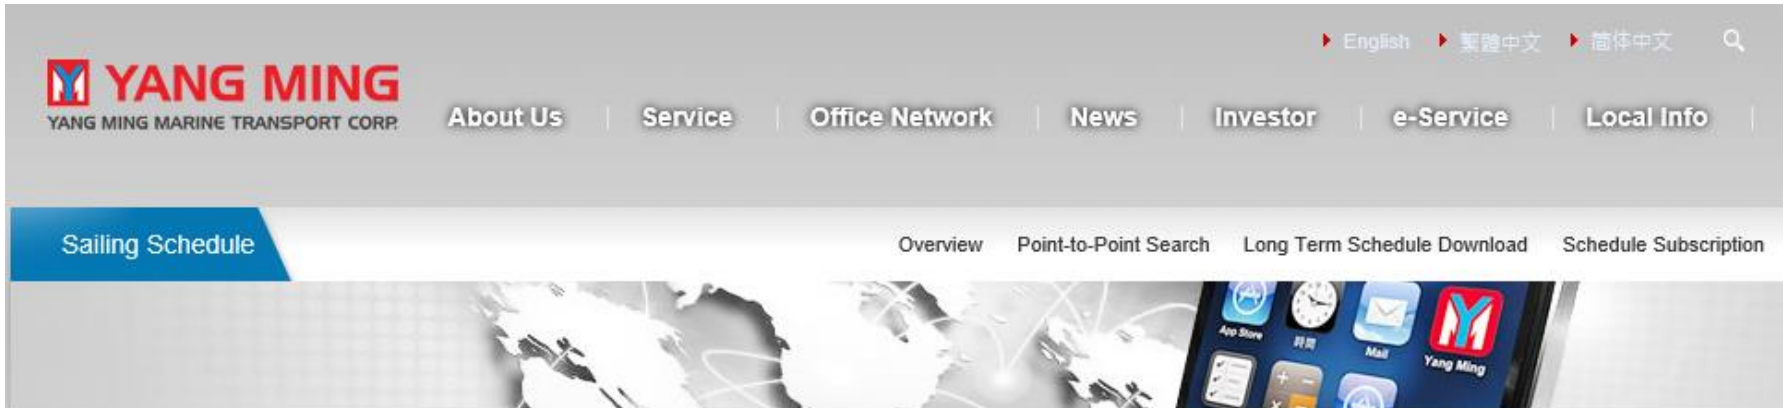 English 繁體中文 简体中文
YANG MING
YANG MING MARINE TRANSPORT CORP.
About Us Service Office Network News Investor e-Service Local Info
Sailing Schedule
Overview Point-to-Point Search Long Term Schedule Download Schedule Subscription
App Store 時間 Mail Yang Ming